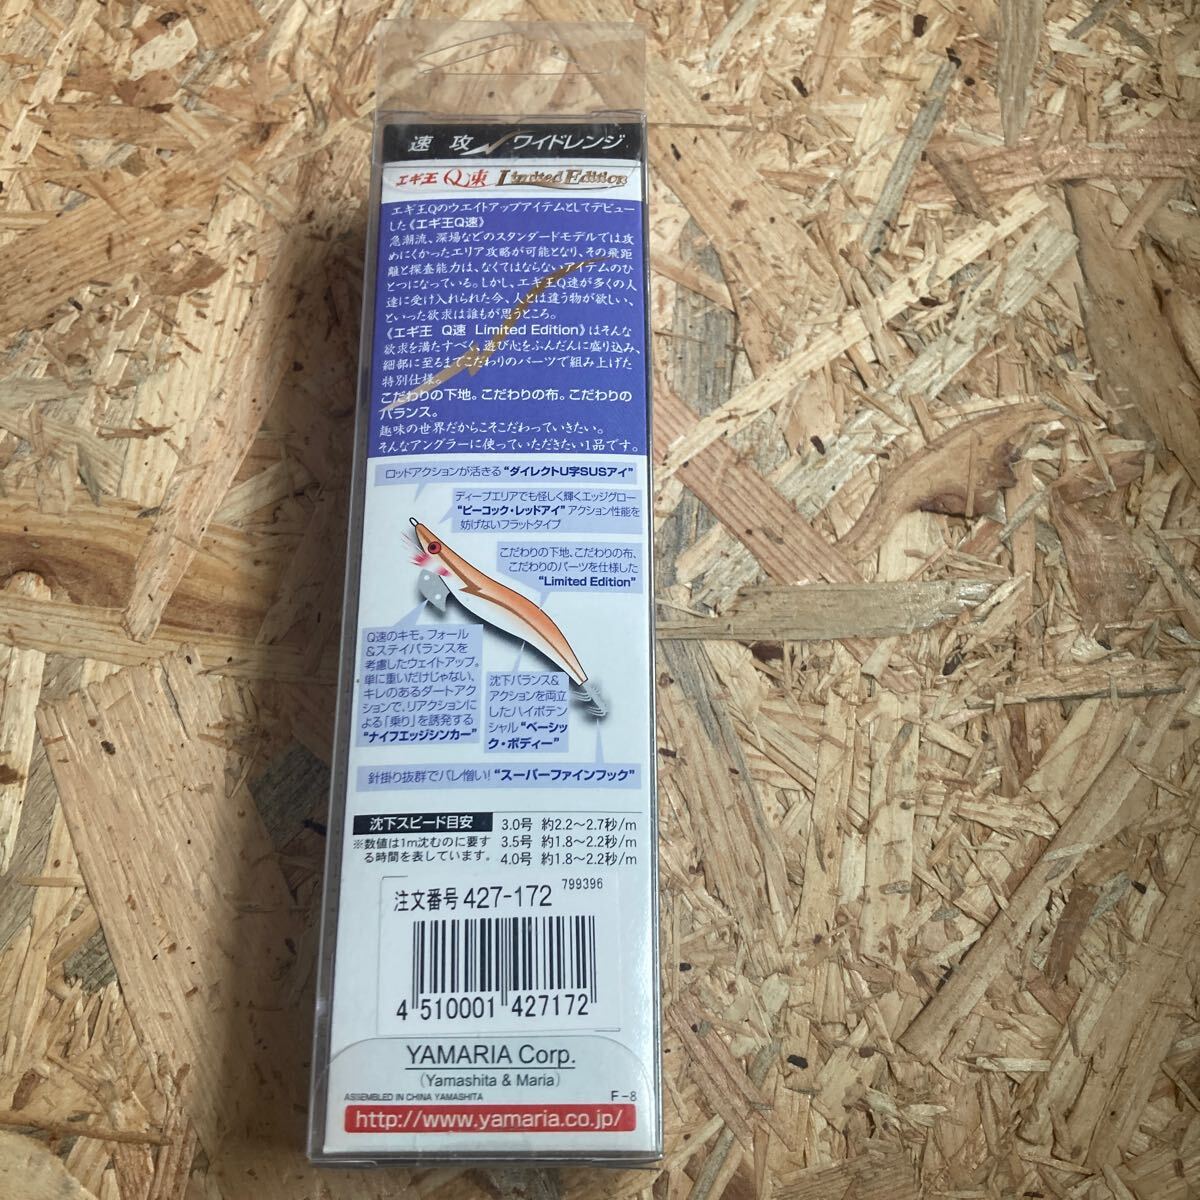 速攻 ワイドレンジ
エギ王 Q速 Limited Edition
エギ王Qのウエイトアップアイテムとしてデビュー
した《エギ王Q速》
急潮流、深場などのスタンダードモデルでは攻
めにくかったエリア攻略が可能となり、その飛距
離と探査能力は、なくてはならないアイテムのひ
とつになっている。しかし、エギ王Q速が多くの人
達に受け入れられた今、人とは違う物が欲しい、
といった欲求は誰もが思うところ。
《エギ王 Q速 Limited Edition》はそんな
欲求を満たすべく、遊び心をふんだんに盛り込み、
細部に至るまでこだわりのパーツで組み上げた
特別仕様。
こだわりの下地。こだわりの布。こだわりの
バランス。
趣味の世界だからこそこだわっていきたい。
そんなアングラーに使っていただきたい1品です。
ロッドアクションが活きる“ダイレクトU字SUSアイ”
ディープエリアでも怪しく輝くエッジグロー
“ピーコック・レッドアイ” アクション性能を
妨げないフラットタイプ
こだわりの下地、こだわりの布、
こだわりのパーツを仕様した
“Limited Edition”
Q速のキモ。フォール
&ステイバランスを
考慮したウェイトアップ。
単に重いだけじゃない、
キレのあるダートアク
ションで、リアクションに
よる「乗り」を誘発する
“ナイフエッジシンカー”
沈下バランス&
アクションを両立
したハイポテン
シャル“ベーシッ
ク・ボディー”
針掛り抜群でバレ憎い! “スーパーファインフック”
沈下スピード目安
※数値は1m沈むのに要す
る時間を表しています。
3.0号 約2.2〜2.7秒/m
3.5号 約1.8〜2.2秒/m
4.0号 約1.8〜2.2秒/m
799396
注文番号 427-172
4 510001 427172
YAMARIA Corp.
(Yamashita & Maria)
ASSEMBLED IN CHINA YAMASHITA
F-8
http://www.yamaria.co.jp/